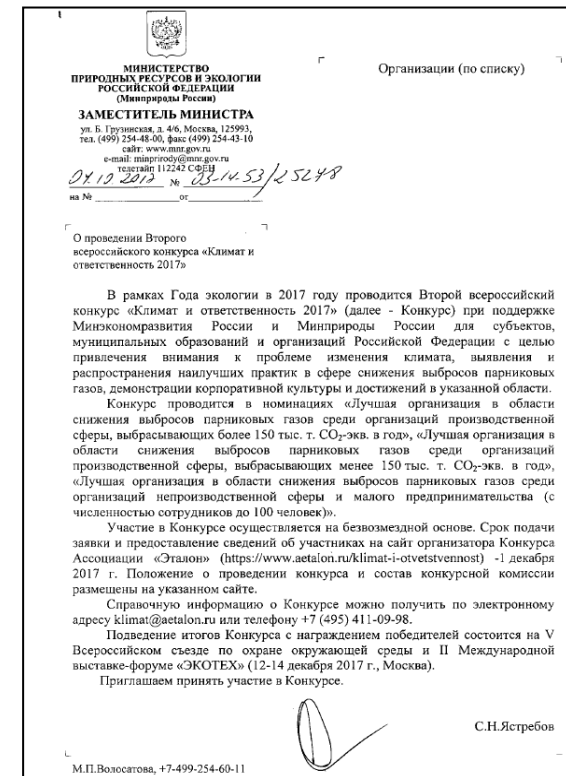 МИНИСТЕРСТВО
ПРИРОДНЫХ РЕСУРСОВ И ЭКОЛОГИИ
РОССИЙСКОЙ ФЕДЕРАЦИИ
(Минприроды России)
ЗАМЕСТИТЕЛЬ МИНИСТРА
ул. Б. Грузинская, д. 4/6, Москва, 125993,
тел. (499) 254-48-00, факс (499) 254-43-10
сайт: www.mnr.gov.ru
e-mail: minprirody@mnr.gov.ru
телетайп 112242 СФЕН
04.10.2017 № 03-14-53/25248
на № от
Организации (по списку)
О проведении Второго
всероссийского конкурса «Климат и
ответственность 2017»
В рамках Года экологии в 2017 году проводится Второй всероссийский
конкурс «Климат и ответственность 2017» (далее - Конкурс) при поддержке
Минэкономразвития России и Минприроды России для субъектов,
муниципальных образований и организаций Российской Федерации с целью
привлечения внимания к проблеме изменения климата, выявления и
распространения наилучших практик в сфере снижения выбросов парниковых
газов, демонстрации корпоративной культуры и достижений в указанной области.
Конкурс проводится в номинациях «Лучшая организация в области
снижения выбросов парниковых газов среди организаций производственной
сферы, выбрасывающих более 150 тыс. т. CO₂-экв. в год», «Лучшая организация в
области снижения выбросов парниковых газов среди организаций
производственной сферы, выбрасывающих менее 150 тыс. т. CO₂-экв. в год»,
«Лучшая организация в области снижения выбросов парниковых газов среди
организаций непроизводственной сферы и малого предпринимательства (с
численностью сотрудников до 100 человек)».
Участие в Конкурсе осуществляется на безвозмездной основе. Срок подачи
заявки и предоставление сведений об участниках на сайт организатора Конкурса
Ассоциации «Эталон» (https://www.aetalon.ru/klimat-i-otvetstvennost) -1 декабря
2017 г. Положение о проведении конкурса и состав конкурсной комиссии
размещены на указанном сайте.
Справочную информацию о Конкурсе можно получить по электронному
адресу klimat@aetalon.ru или телефону +7 (495) 411-09-98.
Подведение итогов Конкурса с награждением победителей состоится на V
Всероссийском съезде по охране окружающей среды и II Международной
выставке-форуме «ЭКОТЕХ» (12-14 декабря 2017 г., Москва).
Приглашаем принять участие в Конкурсе.
С.Н.Ястребов
М.П.Волосатова, +7-499-254-60-11